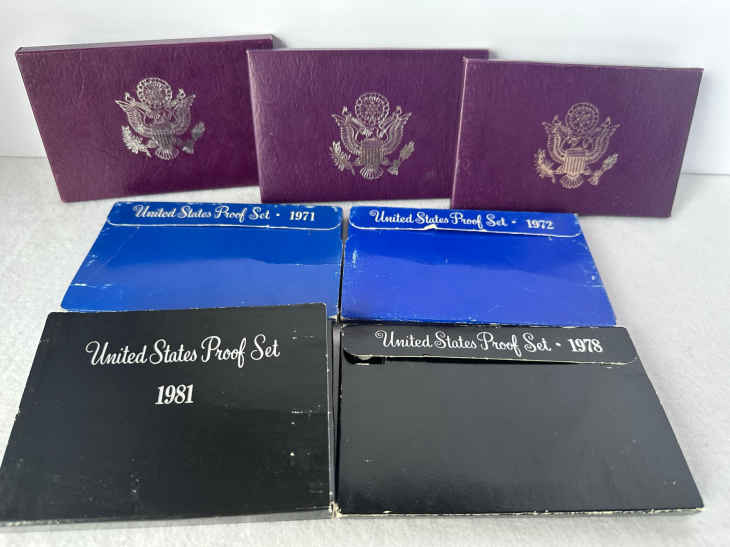 United States Proof Set · 1971
United States Proof Set · 1972
United States Proof Set
1981
United States Proof Set · 1978